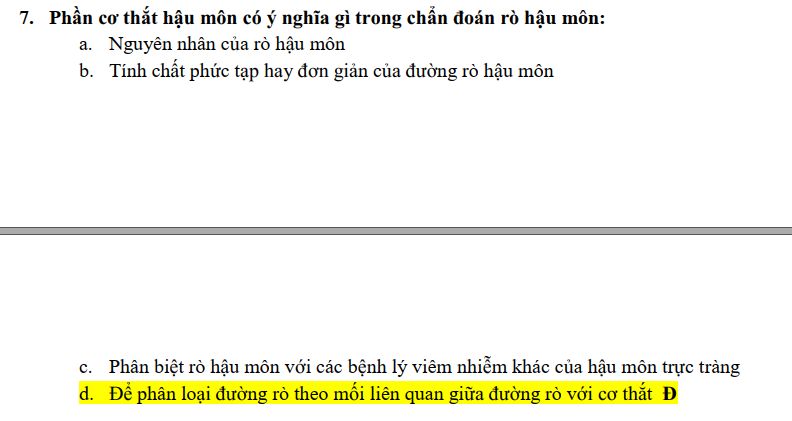 7. Phần cơ thắt hậu môn có ý nghĩa gì trong chẩn đoán rò hậu môn:
a. Nguyên nhân của rò hậu môn
b. Tính chất phức tạp hay đơn giản của đường rò hậu môn
c. Phân biệt rò hậu môn với các bệnh lý viêm nhiễm khác của hậu môn trực tràng
d. Để phân loại đường rò theo mối liên quan giữa đường rò với cơ thắt Đ